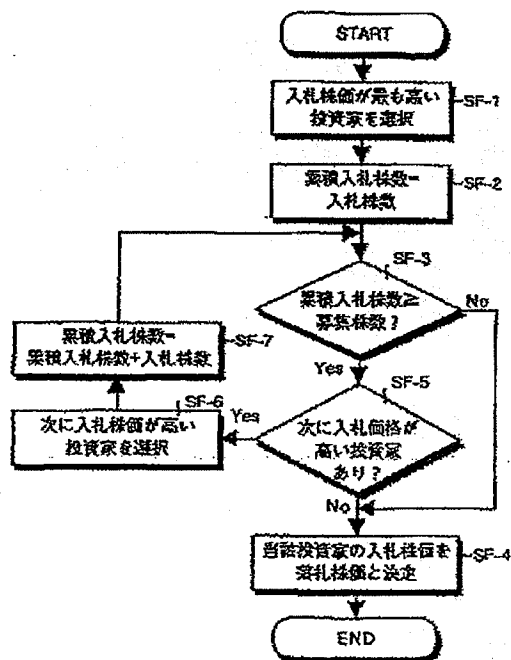 START
入札株価が最も高い
投資家を選択
SF-1
累積入札株数=
入札株数
SF-2
SF-3
累積入札株数≧
募集株数?
No
Yes
SF-5
次に入札価格が
高い投資家
あり?
Yes
No
SF-6
次に入札株価が高い
投資家を選択
累積入札株数=
累積入札株数+入札株数
SF-7
当該投資家の入札株価を
落札株価と決定
SF-4
END